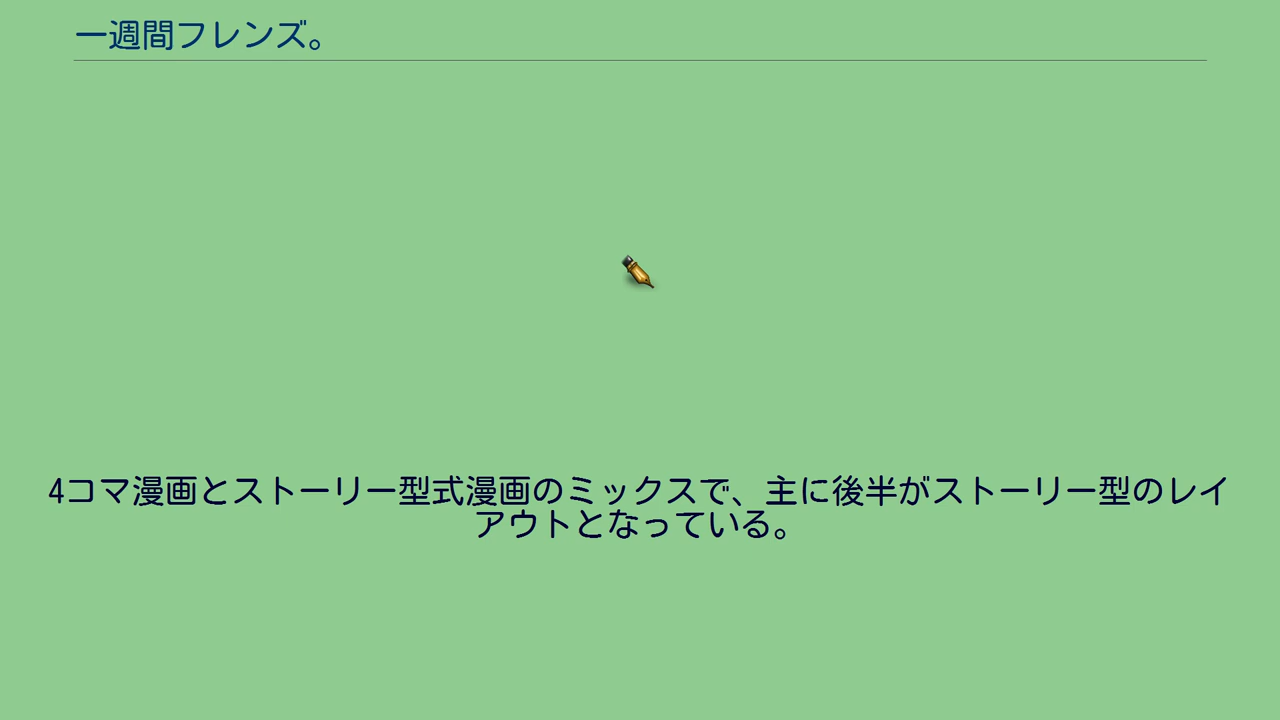 一週間フレンズ。
4コマ漫画とストーリー型式漫画のミックスで、主に後半がストーリー型のレイ
アウトとなっている。